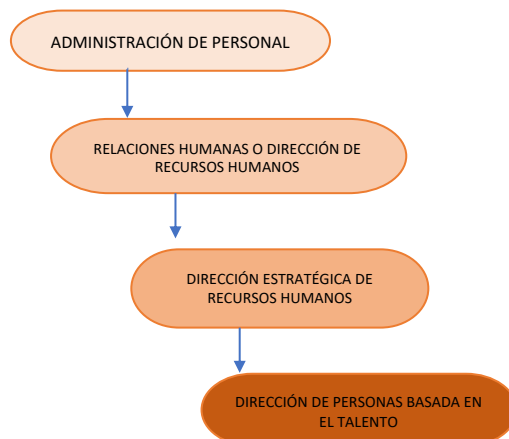 ADMINISTRACIÓN DE PERSONAL
RELACIONES HUMANAS O DIRECCIÓN DE
RECURSOS HUMANOS
DIRECCIÓN ESTRATÉGICA DE
RECURSOS HUMANOS
DIRECCIÓN DE PERSONAS BASADA EN
EL TALENTO